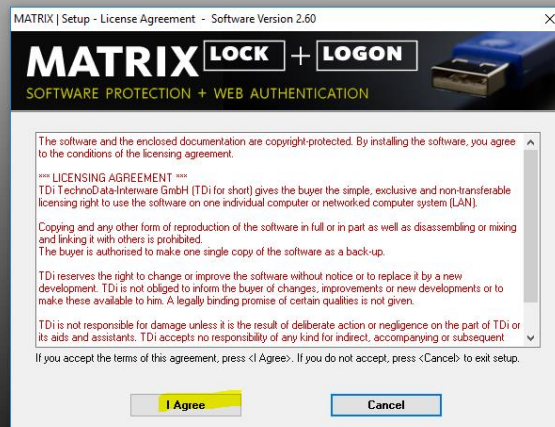 MATRIX | Setup - License Agreement - Software Version 2.60
MATRIX LOCK + LOGON
SOFTWARE PROTECTION + WEB AUTHENTICATION
The software and the enclosed documentation are copyright-protected. By installing the software, you agree
to the conditions of the licensing agreement.
*** LICENSING AGREEMENT ***
TDi TechnoData-Interware GmbH (TDi for short) gives the buyer the simple, exclusive and non-transferable
licensing right to use the software on one individual computer or networked computer system (LAN).
Copying and any other form of reproduction of the software in full or in part as well as disassembling or mixing
and linking it with others is prohibited.
The buyer is authorised to make one single copy of the software as a back-up.
TDi reserves the right to change or improve the software without notice or to replace it by a new
development. TDi is not obliged to inform the buyer of changes, improvements or new developments or to
make these available to him. A legally binding promise of certain qualities is not given.
TDi is not responsible for damage unless it is the result of deliberate action or negligence on the part of TDi or
its aids and assistants. TDi accepts no responsibility of any kind for indirect, accompanying or subsequent
If you accept the terms of this agreement, press <I Agree>. If you do not accept, press <Cancel> to exit setup.
I Agree
Cancel